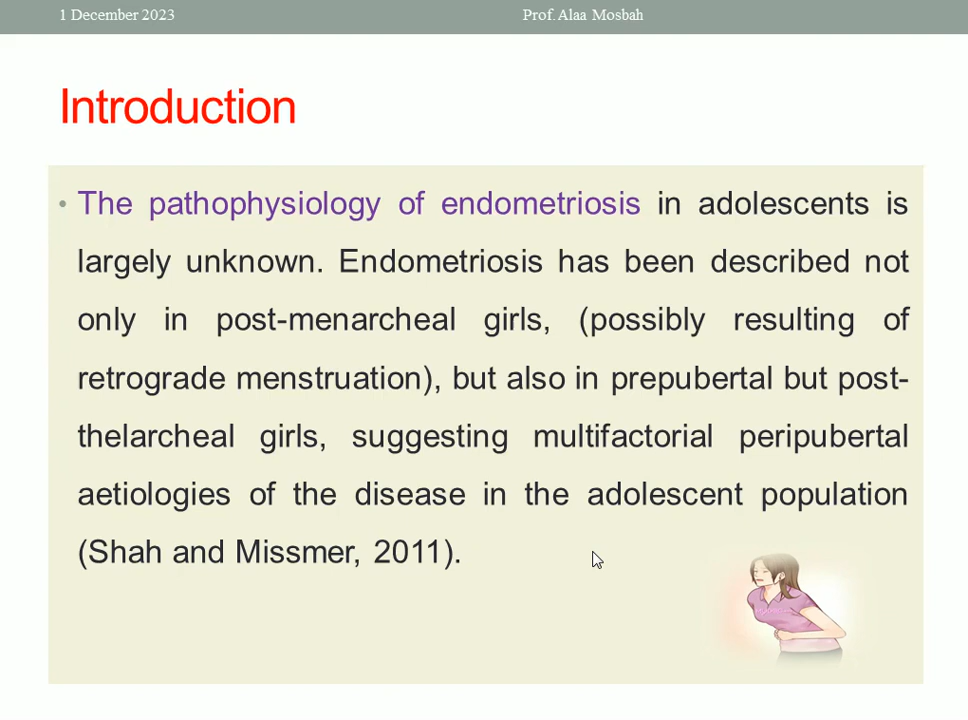 1 December 2023
Prof. Alaa Mosbah
Introduction
• The pathophysiology of endometriosis in adolescents is
largely unknown. Endometriosis has been described not
only in post-menarcheal girls, (possibly resulting of
retrograde menstruation), but also in prepubertal but post-
thelarcheal girls, suggesting multifactorial peripubertal
aetiologies of the disease in the adolescent population
(Shah and Missmer, 2011).